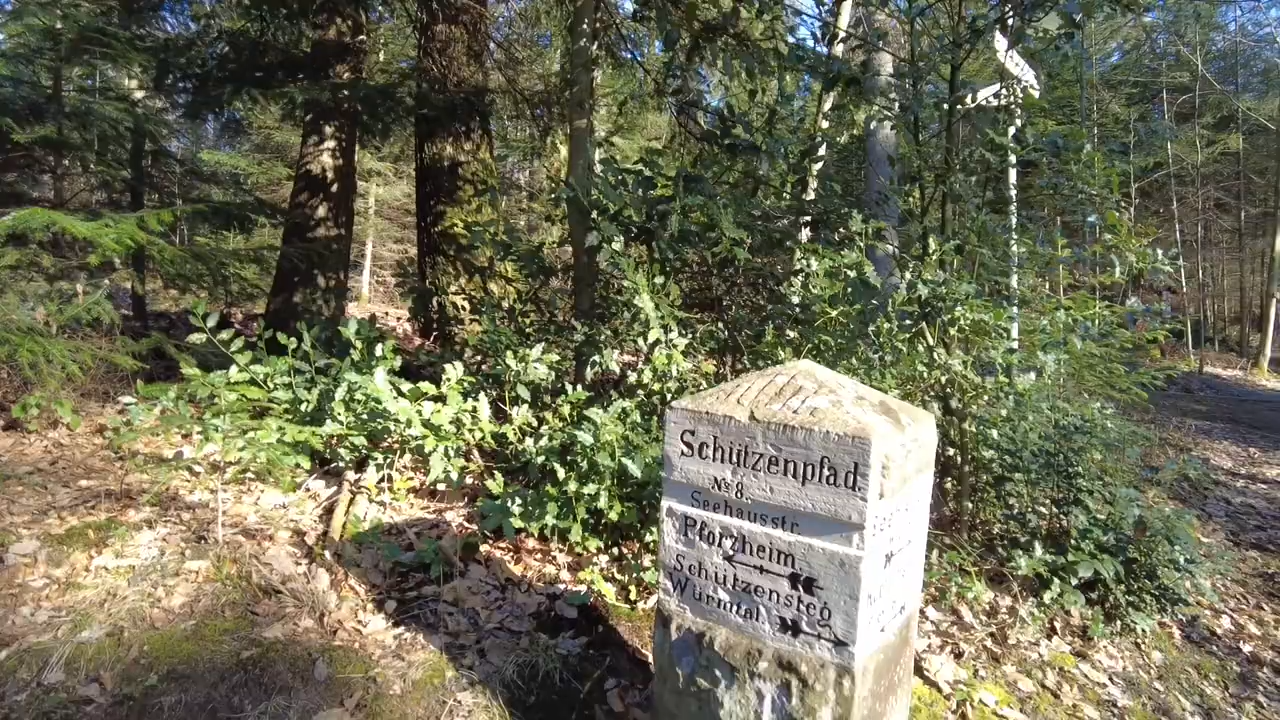 Schützenpfad
No 8.
Seehausstr.
Pforzheim
Schützensteg
Würmtal.